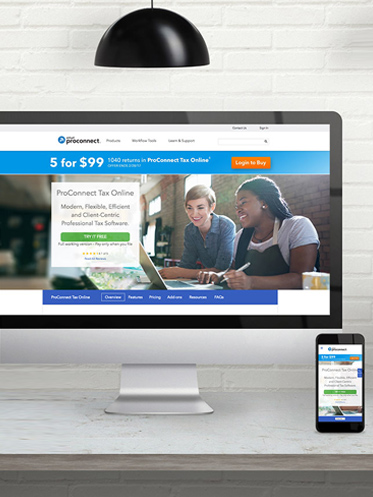 Contact Us Sign In
intuit
proconnect. Products Workflow Tools Learn & Support
5 for $99 1040 returns in ProConnect Tax Online
Login to Buy
ProConnect Tax Online
Modern, Flexible, Efficient
and Client-Centric
Professional Tax Software.
TRY IT FREE
Full working version - Pay only when you file
ProConnect Tax Online Overview Features Pricing Add-ons Resources FAQs
proconnect.
5 for $99
ProConnect Tax Online
Modern, Flexible, Efficient
and Client-Centric
Professional Tax Software.